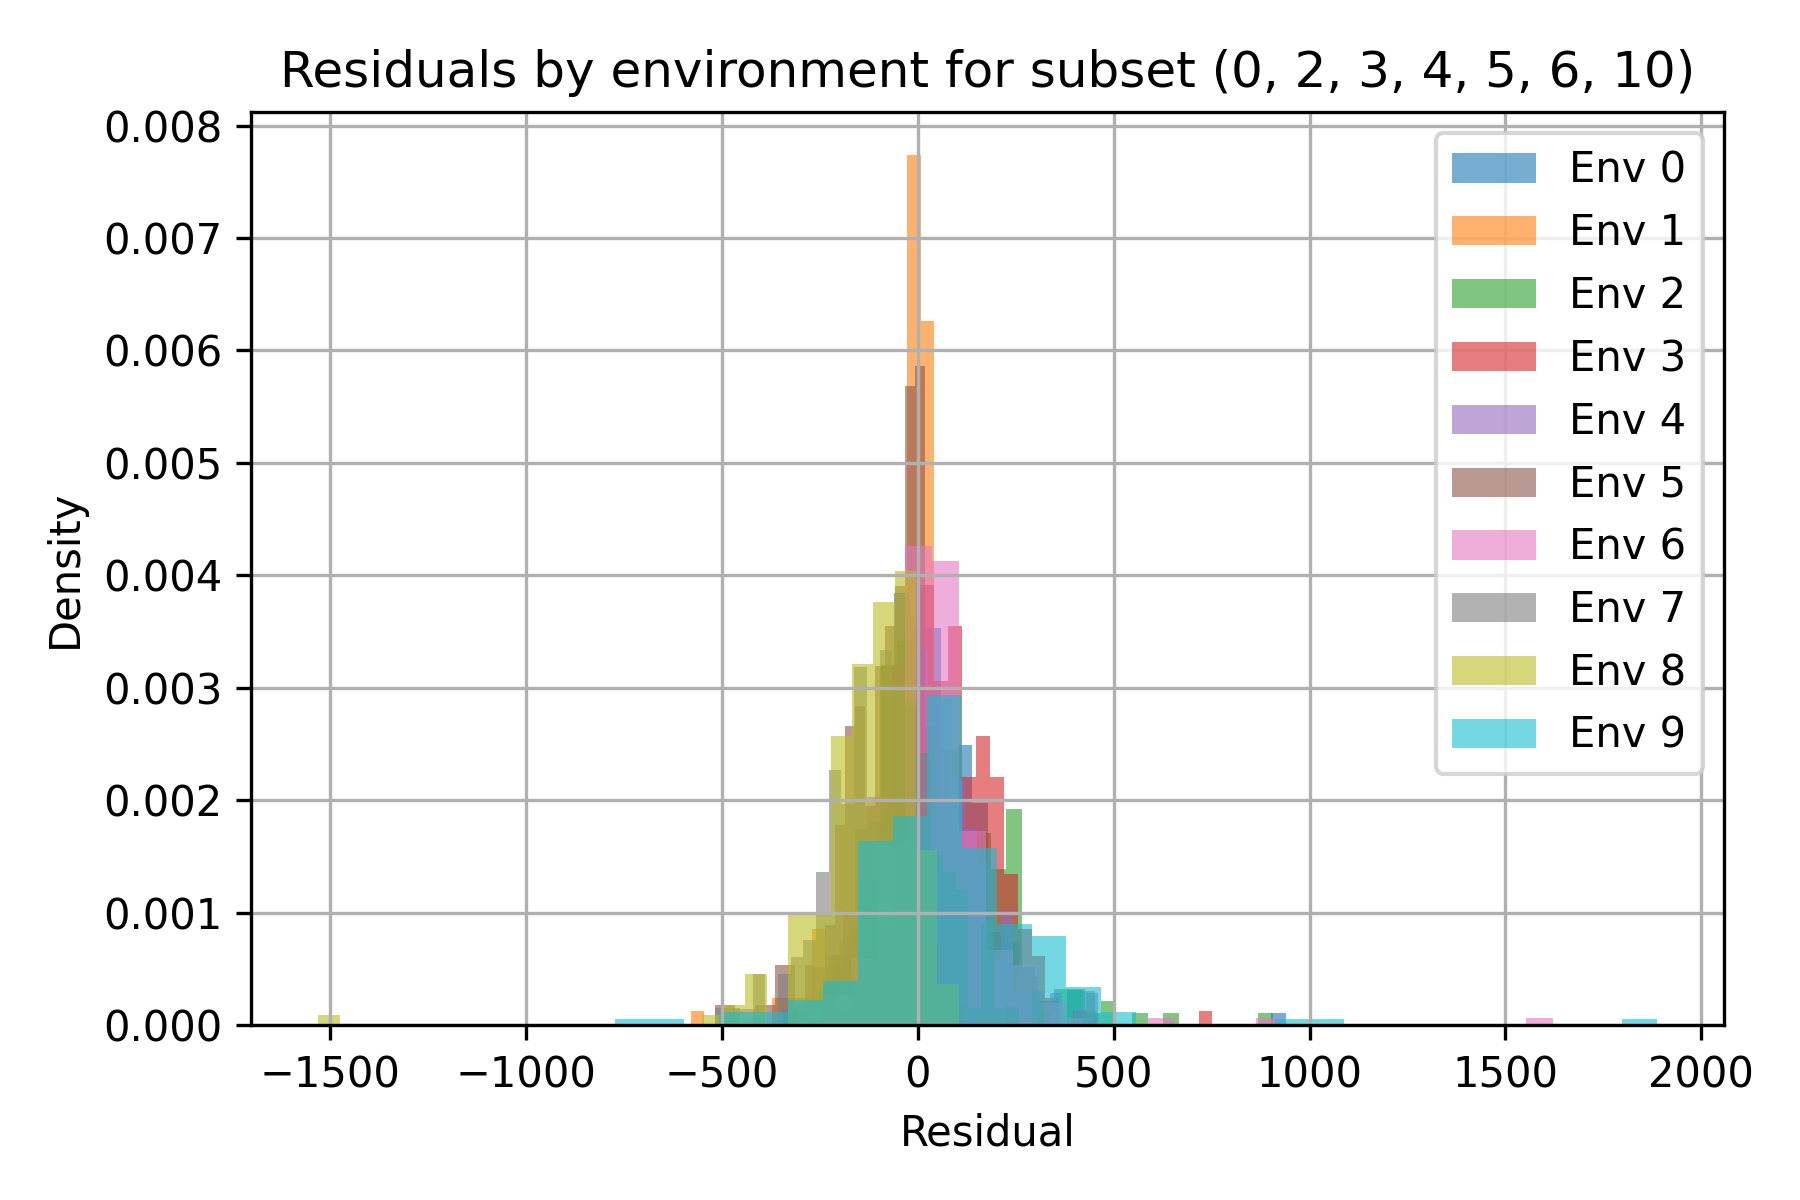 Residuals by environment for subset (0, 2, 3, 4, 5, 6, 10)
0.008
0.007
0.006
0.005
0.004
0.003
0.002
0.001
0.000
Density
Env 0
Env 1
Env 2
Env 3
Env 4
Env 5
Env 6
Env 7
Env 8
Env 9
−1500 −1000 −500 0 500 1000 1500 2000
Residual